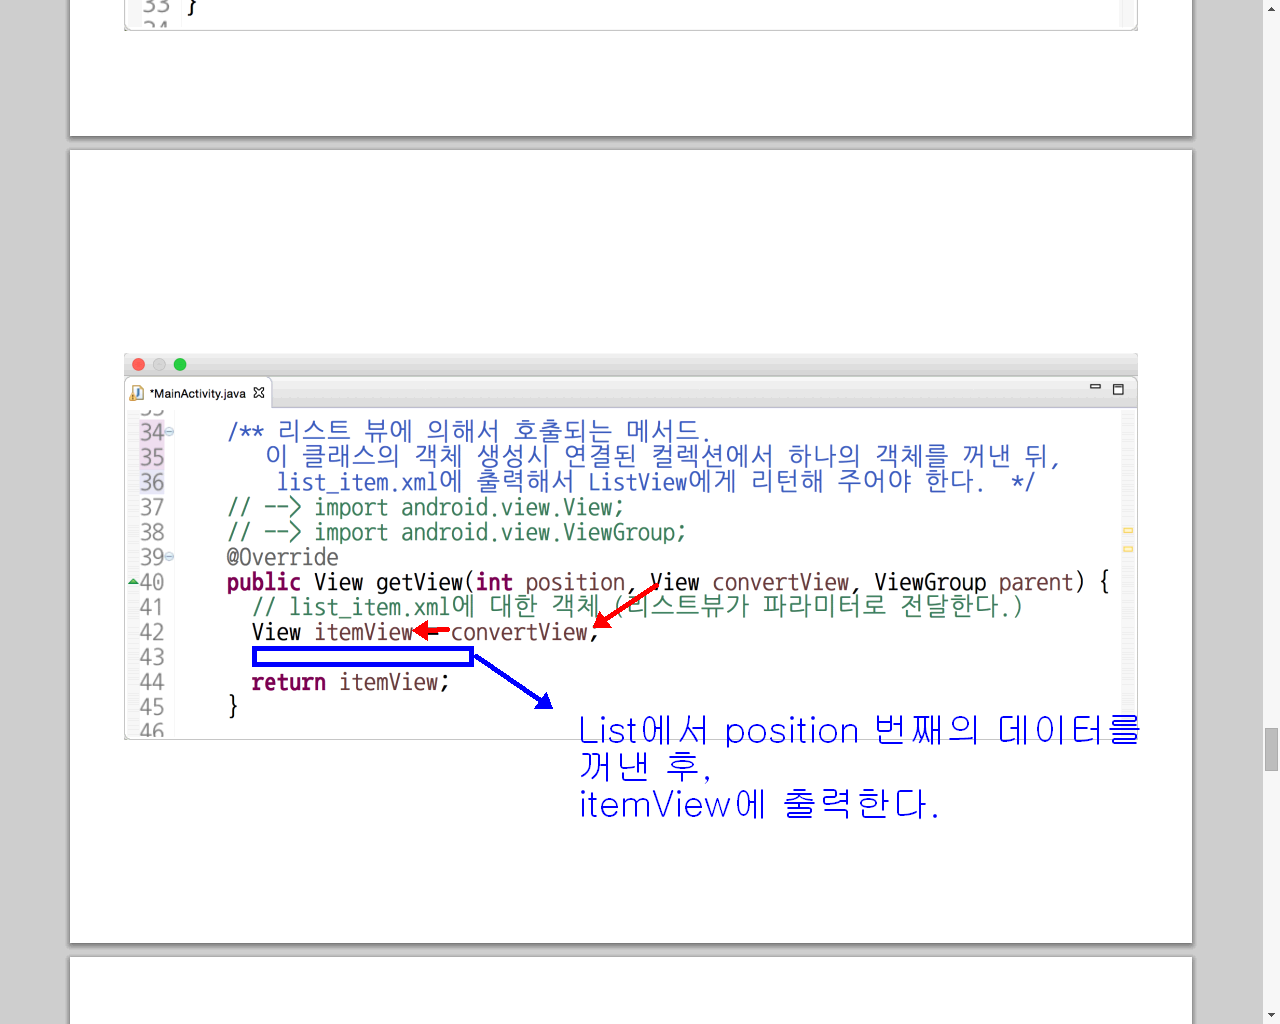 33 }
34
*MainActivity.java
33
34 /** 리스트 뷰에 의해서 호출되는 메서드.
35 이 클래스의 객체 생성시 연결된 컬렉션에서 하나의 객체를 꺼낸 뒤,
36 list_item.xml에 출력해서 ListView에게 리턴해 주어야 한다. */
37 // --> import android.view.View;
38 // --> import android.view.ViewGroup;
39 @Override
40 public View getView(int position, View convertView, ViewGroup parent) {
41 // list_item.xml에 대한 객체 (리스트뷰가 파라미터로 전달한다.)
42 View itemView = convertView;
43
44 return itemView;
45 }
46
List에서 position 번째의 데이터를
꺼낸 후,
itemView에 출력한다.